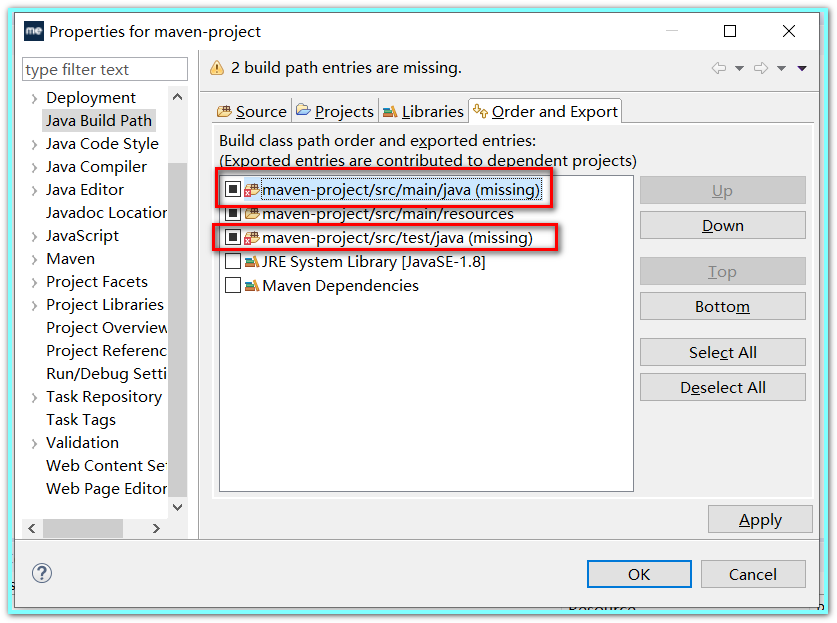 me Properties for maven-project
type filter text
Deployment
Java Build Path
Java Code Style
Java Compiler
Java Editor
Javadoc Location
JavaScript
Maven
Project Facets
Project Libraries
Project Overview
Project Referenc
Run/Debug Setti
Task Repository
Task Tags
Validation
Web Content Se
Web Page Editor
2 build path entries are missing.
Source Projects Libraries Order and Export
Build class path order and exported entries:
(Exported entries are contributed to dependent projects)
maven-project/src/main/java (missing)
maven-project/src/main/resources
maven-project/src/test/java (missing)
JRE System Library [JavaSE-1.8]
Maven Dependencies
Up
Down
Top
Bottom
Select All
Deselect All
Apply
?
OK Cancel